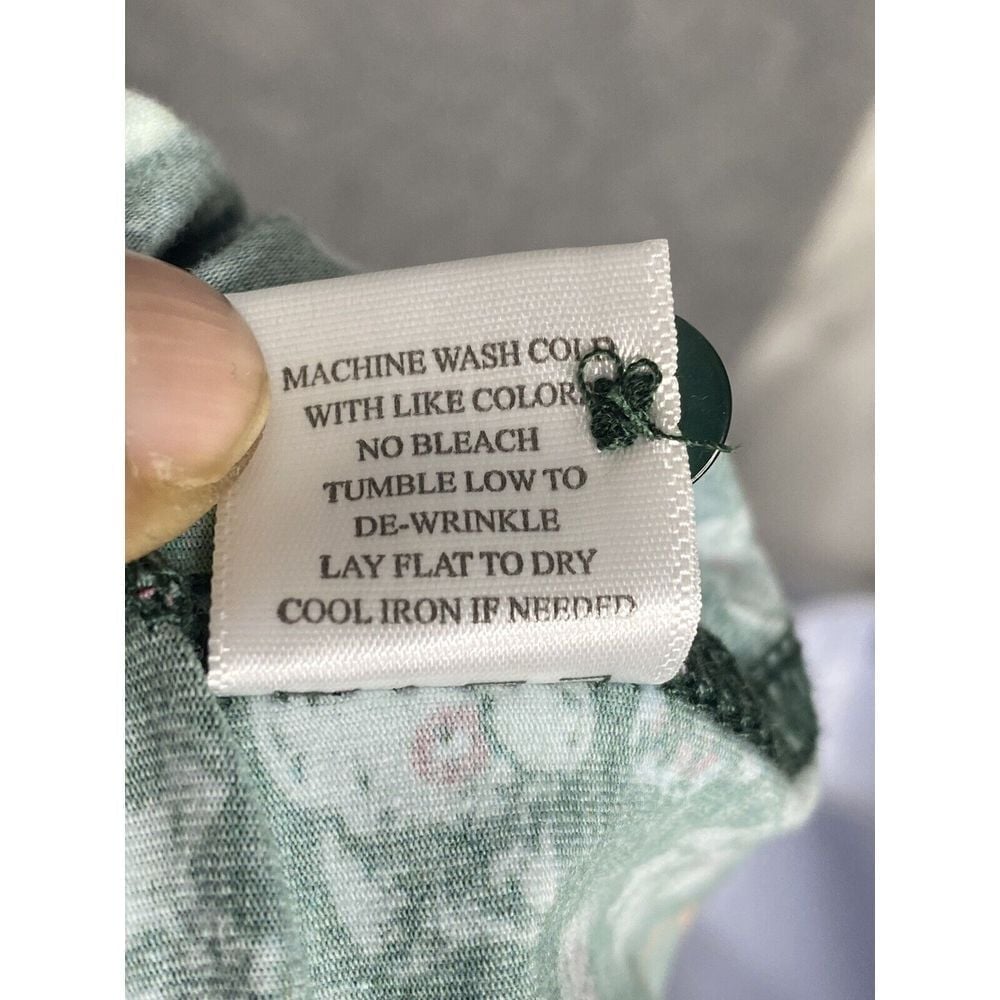 MACHINE WASH COLD
WITH LIKE COLORS
NO BLEACH
TUMBLE LOW TO
DE-WRINKLE
LAY FLAT TO DRY
COOL IRON IF NEEDED